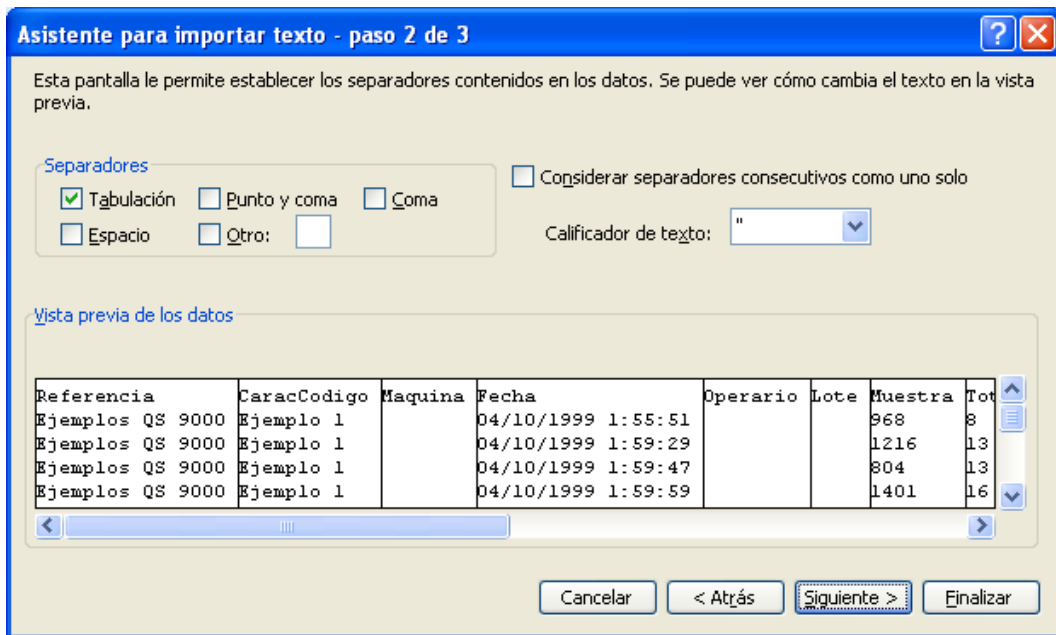 Asistente para importar texto - paso 2 de 3
Esta pantalla le permite establecer los separadores contenidos en los datos. Se puede ver cómo cambia el texto en la vista
previa.
Separadores
Tabulación Punto y coma Coma
Espacio Otro:
Considerar separadores consecutivos como uno solo
Calificador de texto: "
Vista previa de los datos
Referencia CaracCodigo Maquina Fecha Operario Lote Muestra Tot
Ejemplos QS 9000 Ejemplo 1 04/10/1999 1:55:51 968 8
Ejemplos QS 9000 Ejemplo 1 04/10/1999 1:59:29 1216 13
Ejemplos QS 9000 Ejemplo 1 04/10/1999 1:59:47 804 13
Ejemplos QS 9000 Ejemplo 1 04/10/1999 1:59:59 1401 16
Cancelar < Atrás Siguiente > Finalizar